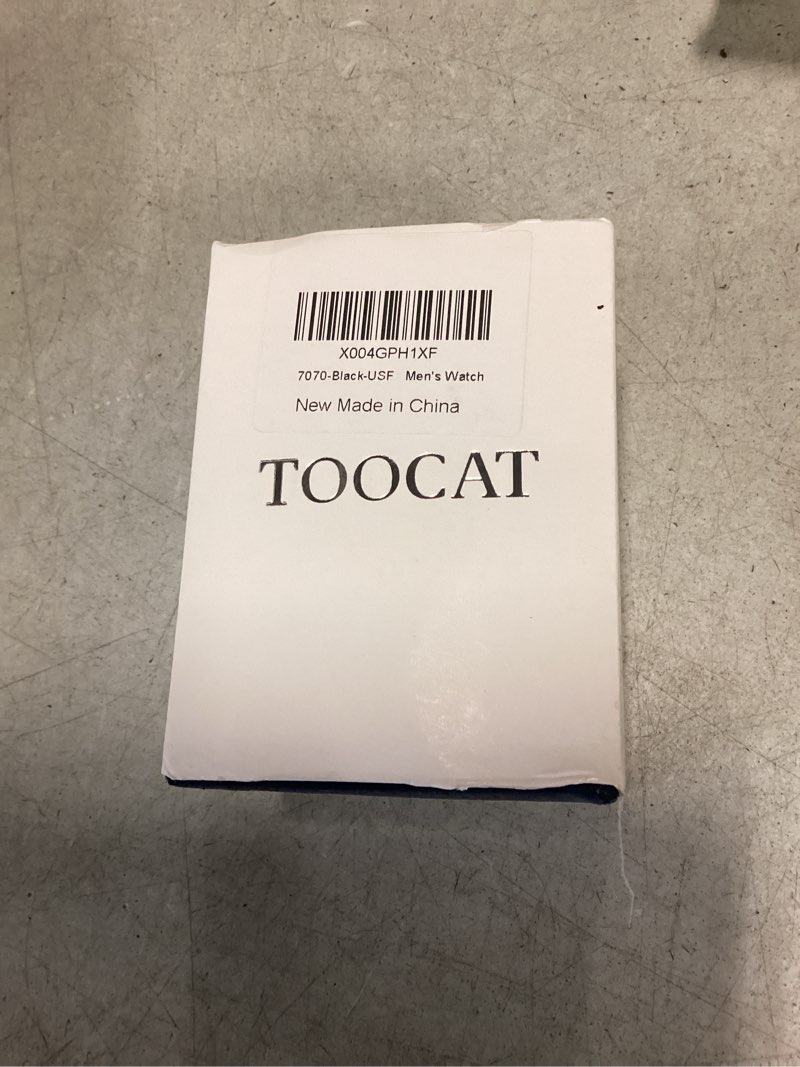 X004GPH1XF
7070-Black-USF Men's Watch
New Made in China
TOOCAT